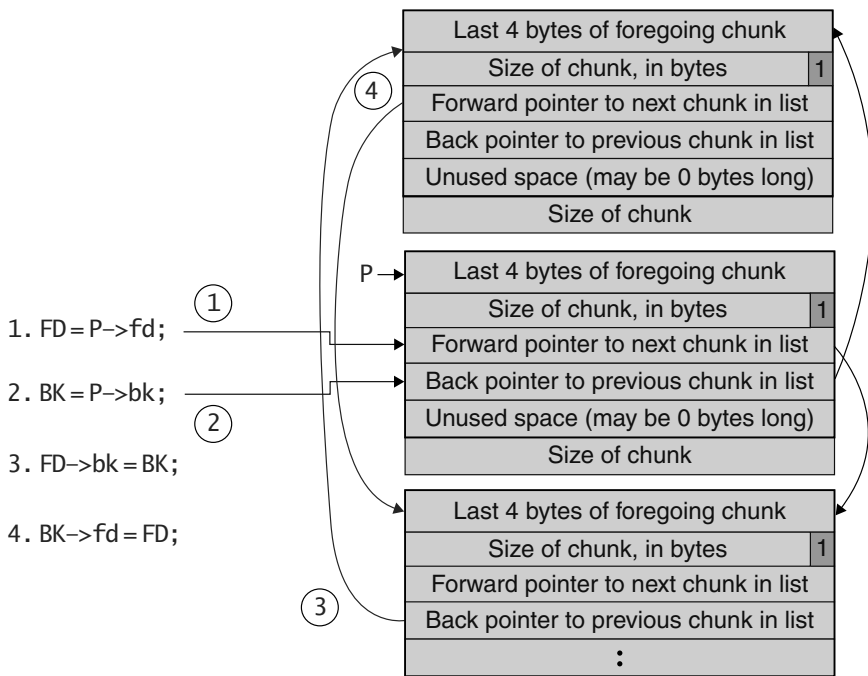 Last 4 bytes of foregoing chunk
Size of chunk, in bytes 1
4
Forward pointer to next chunk in list
Back pointer to previous chunk in list
Unused space (may be 0 bytes long)
Size of chunk
P
Last 4 bytes of foregoing chunk
Size of chunk, in bytes 1
1
1. FD = P->fd;
Forward pointer to next chunk in list
2. BK = P->bk;
Back pointer to previous chunk in list
2
Unused space (may be 0 bytes long)
3. FD->bk = BK;
Size of chunk
4. BK->fd = FD;
Last 4 bytes of foregoing chunk
Size of chunk, in bytes 1
Forward pointer to next chunk in list
3
Back pointer to previous chunk in list
: